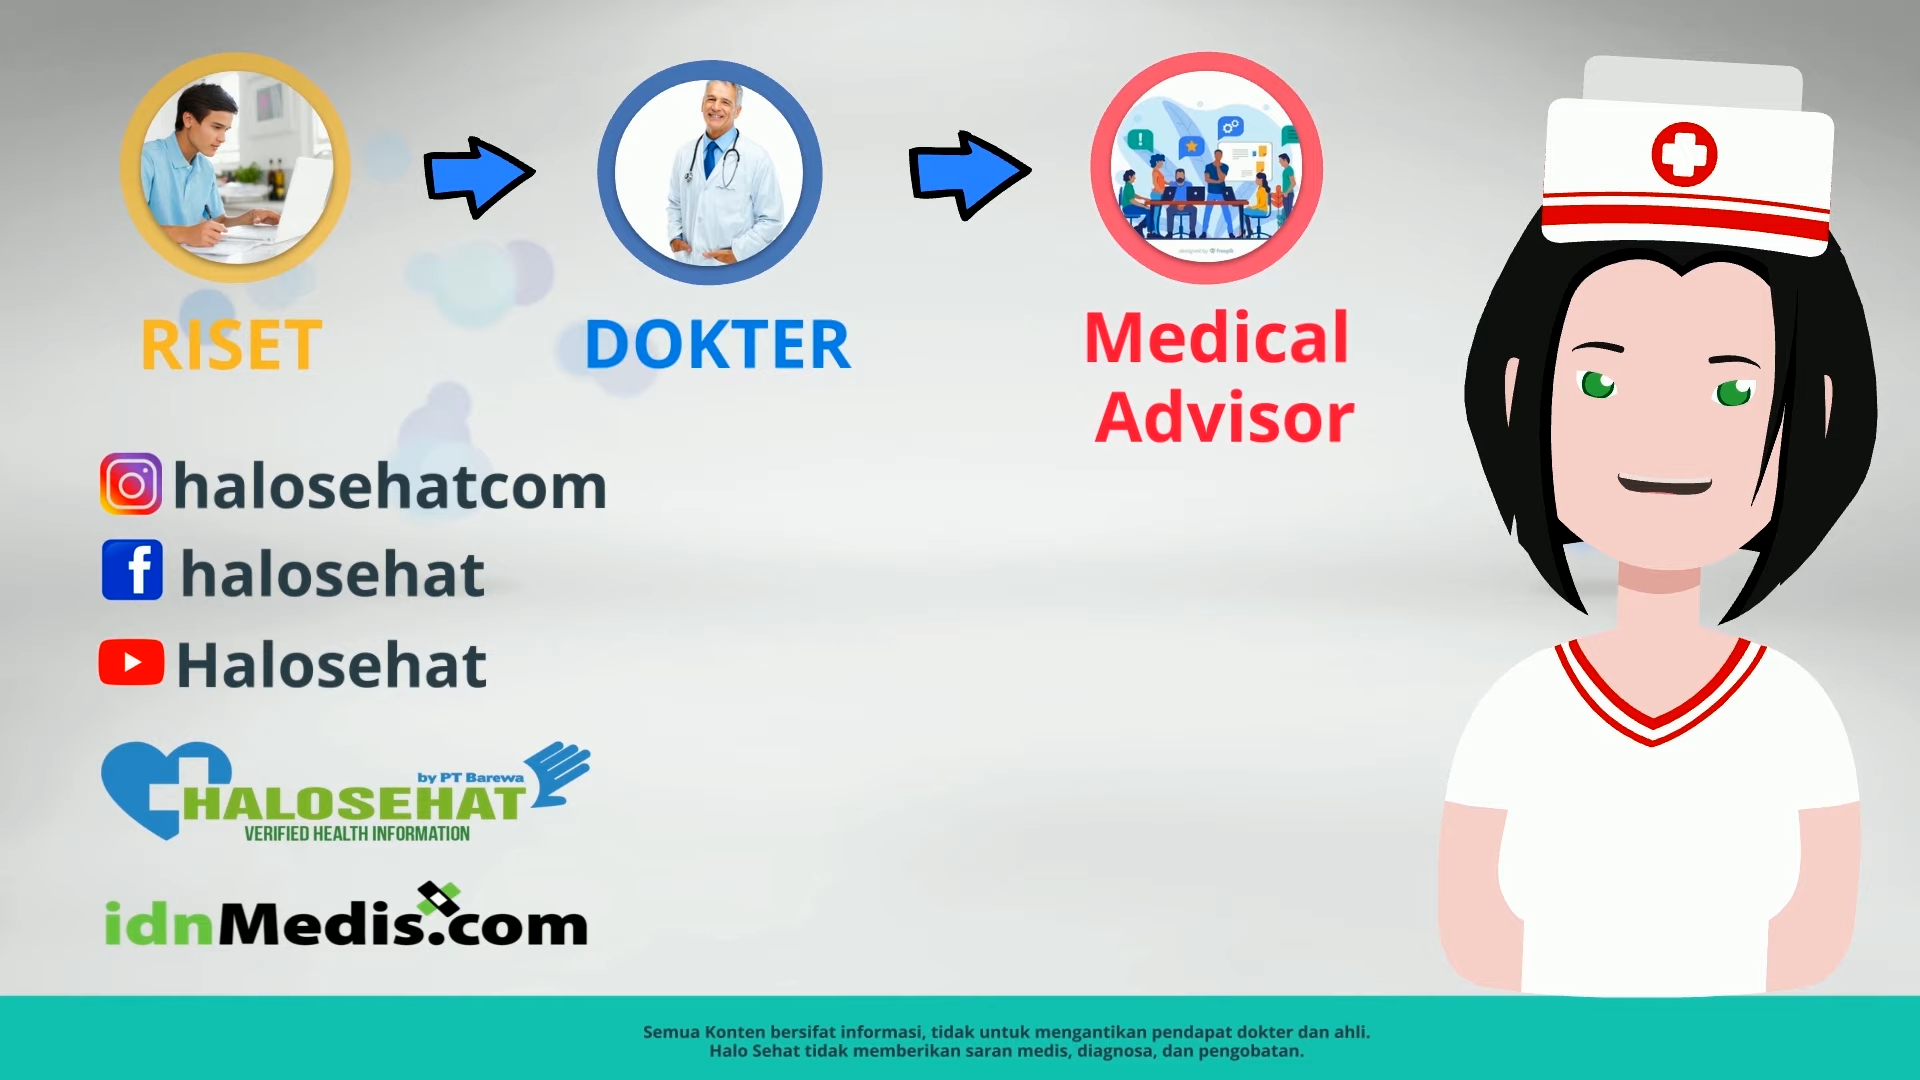 RISET
DOKTER
Medical
Advisor
halosehatcom
halosehat
Halosehat
by PT Barewa
HALOSEHAT
VERIFIED HEALTH INFORMATION
idnMedis.com
Semua Konten bersifat informasi, tidak untuk mengantikan pendapat dokter dan ahli.
Halo Sehat tidak memberikan saran medis, diagnosa, dan pengobatan.